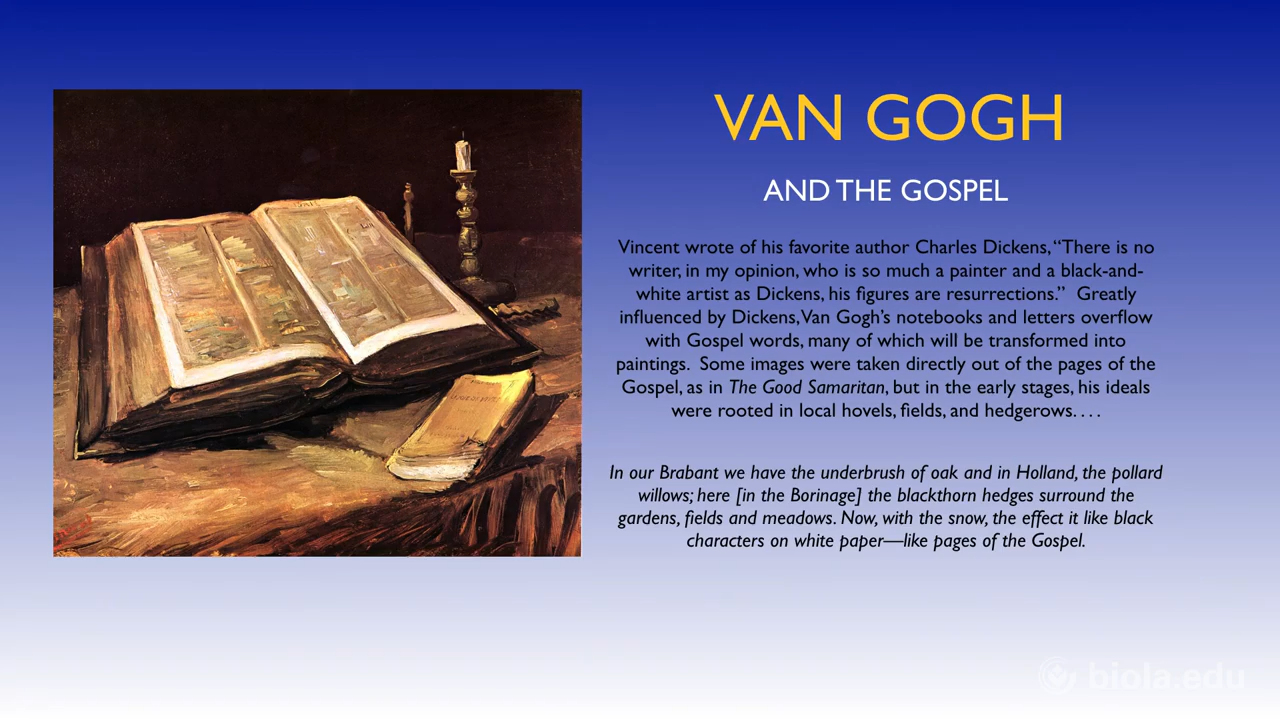 VAN GOGH
AND THE GOSPEL
Vincent wrote of his favorite author Charles Dickens, “There is no
writer, in my opinion, who is so much a painter and a black-and-
white artist as Dickens, his figures are resurrections.”  Greatly
influenced by Dickens, Van Gogh’s notebooks and letters overflow
with Gospel words, many of which will be transformed into
paintings.  Some images were taken directly out of the pages of the
Gospel, as in The Good Samaritan, but in the early stages, his ideals
were rooted in local hovels, fields, and hedgerows. . . .
In our Brabant we have the underbrush of oak and in Holland, the pollard
willows; here [in the Borinage] the blackthorn hedges surround the
gardens, fields and meadows. Now, with the snow, the effect it like black
characters on white paper—like pages of the Gospel.
biola.edu